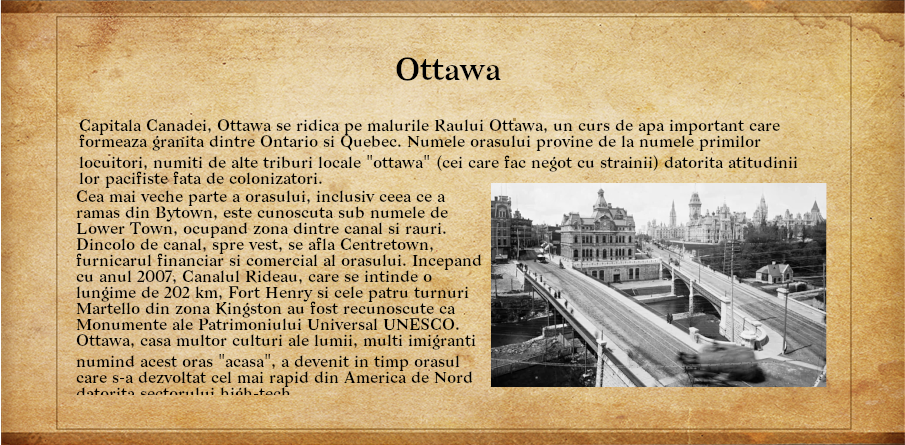 Ottawa
Capitala Canadei, Ottawa se ridica pe malurile Raului Ottawa, un curs de apa important care
formeaza granita dintre Ontario si Quebec. Numele orasului provine de la numele primilor
locuitori, numiti de alte triburi locale "ottawa" (cei care fac negot cu strainii) datorita atitudinii
lor pacifiste fata de colonizatori.
Cea mai veche parte a orasului, inclusiv ceea ce a
ramas din Bytown, este cunoscuta sub numele de
Lower Town, ocupand zona dintre canal si rauri.
Dincolo de canal, spre vest, se afla Centretown,
furnicarul financiar si comercial al orasului. Incepand
cu anul 2007, Canalul Rideau, care se intinde o
lungime de 202 km, Fort Henry si cele patru turnuri
Martello din zona Kingston au fost recunoscute ca
Monumente ale Patrimoniului Universal UNESCO.
Ottawa, casa multor culturi ale lumii, multi imigranti
numind acest oras "acasa", a devenit in timp orasul
care s-a dezvoltat cel mai rapid din America de Nord
datorita sectorului high-tech